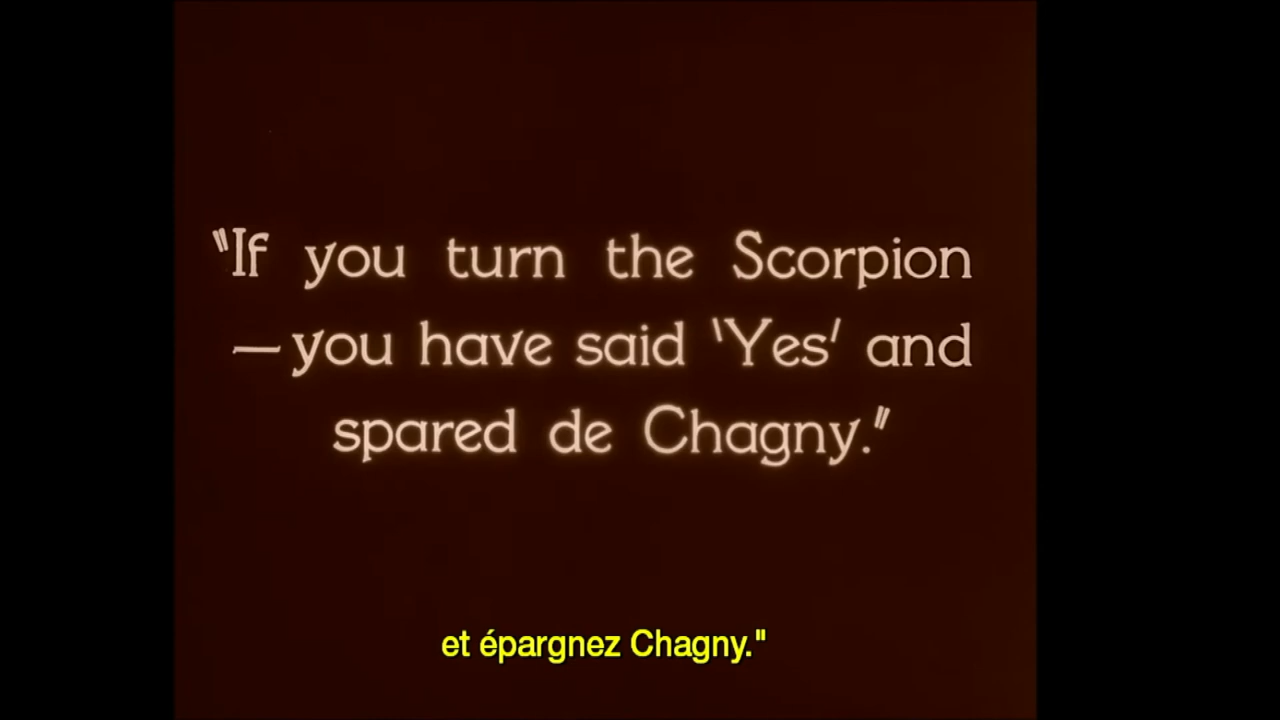 "If you turn the Scorpion
—you have said 'Yes' and
spared de Chagny."
et épargnez Chagny."